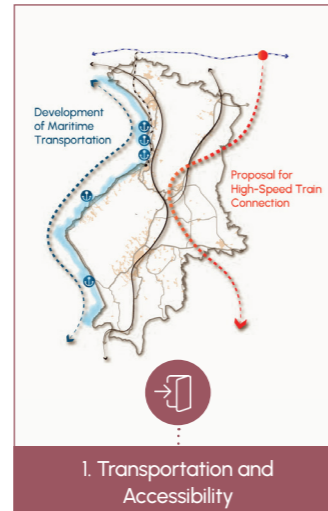 Development
of Maritime
Transportation
Proposal for
High-Speed Train
Connection
1. Transportation and
Accessibility